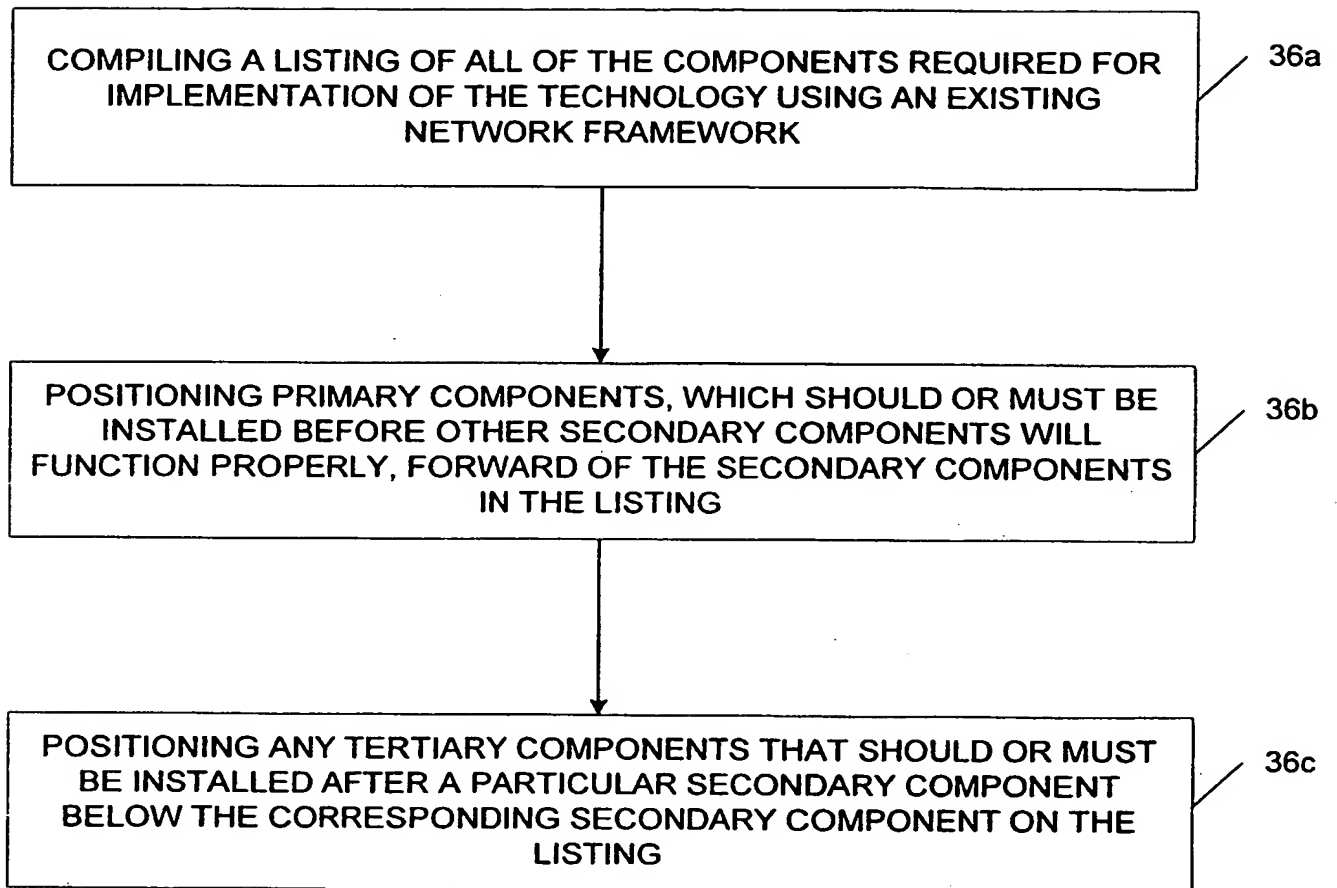 COMPILING A LISTING OF ALL OF THE COMPONENTS REQUIRED FOR
IMPLEMENTATION OF THE TECHNOLOGY USING AN EXISTING
NETWORK FRAMEWORK
36a
POSITIONING PRIMARY COMPONENTS, WHICH SHOULD OR MUST BE
INSTALLED BEFORE OTHER SECONDARY COMPONENTS WILL
FUNCTION PROPERLY, FORWARD OF THE SECONDARY COMPONENTS
IN THE LISTING
36b
POSITIONING ANY TERTIARY COMPONENTS THAT SHOULD OR MUST
BE INSTALLED AFTER A PARTICULAR SECONDARY COMPONENT
BELOW THE CORRESPONDING SECONDARY COMPONENT ON THE
LISTING
36c